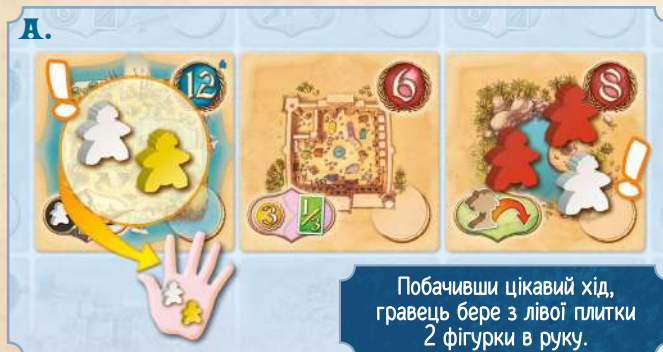 А.
! 12 6 8
3 1/3 !
Побачивши цікавий хід,
гравець бере з лівої плитки
2 фігурки в руку.